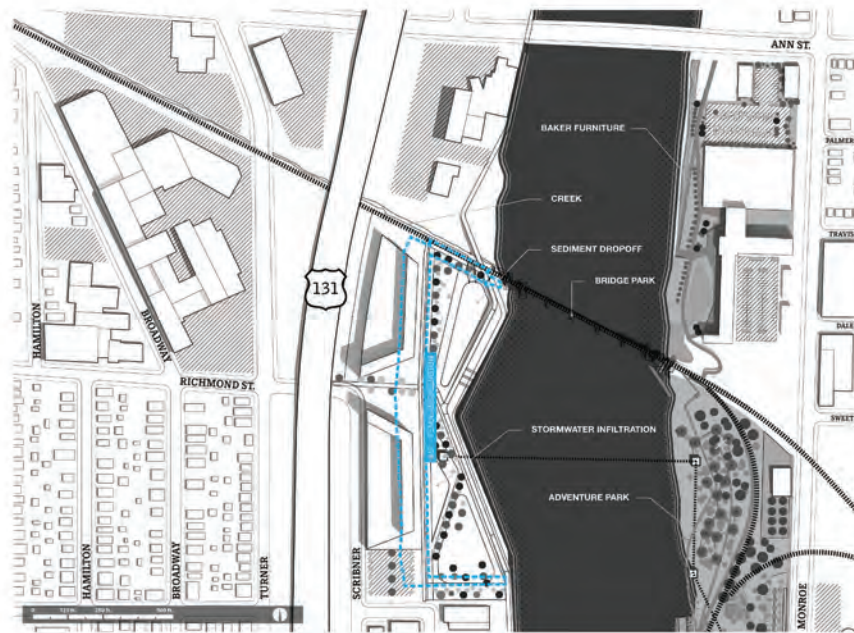 ANN ST.
BAKER FURNITURE
PALMER
CREEK
TRAVIS
SEDIMENT DROPOFF
131
BRIDGE PARK
HAMILTON
BROADWAY
DALE
RICHMOND ST.
SWEET
STORMWATER INFILTRATION
ADVENTURE PARK
HAMILTON
BROADWAY
TURNER
SCRIBNER
MONROE
0